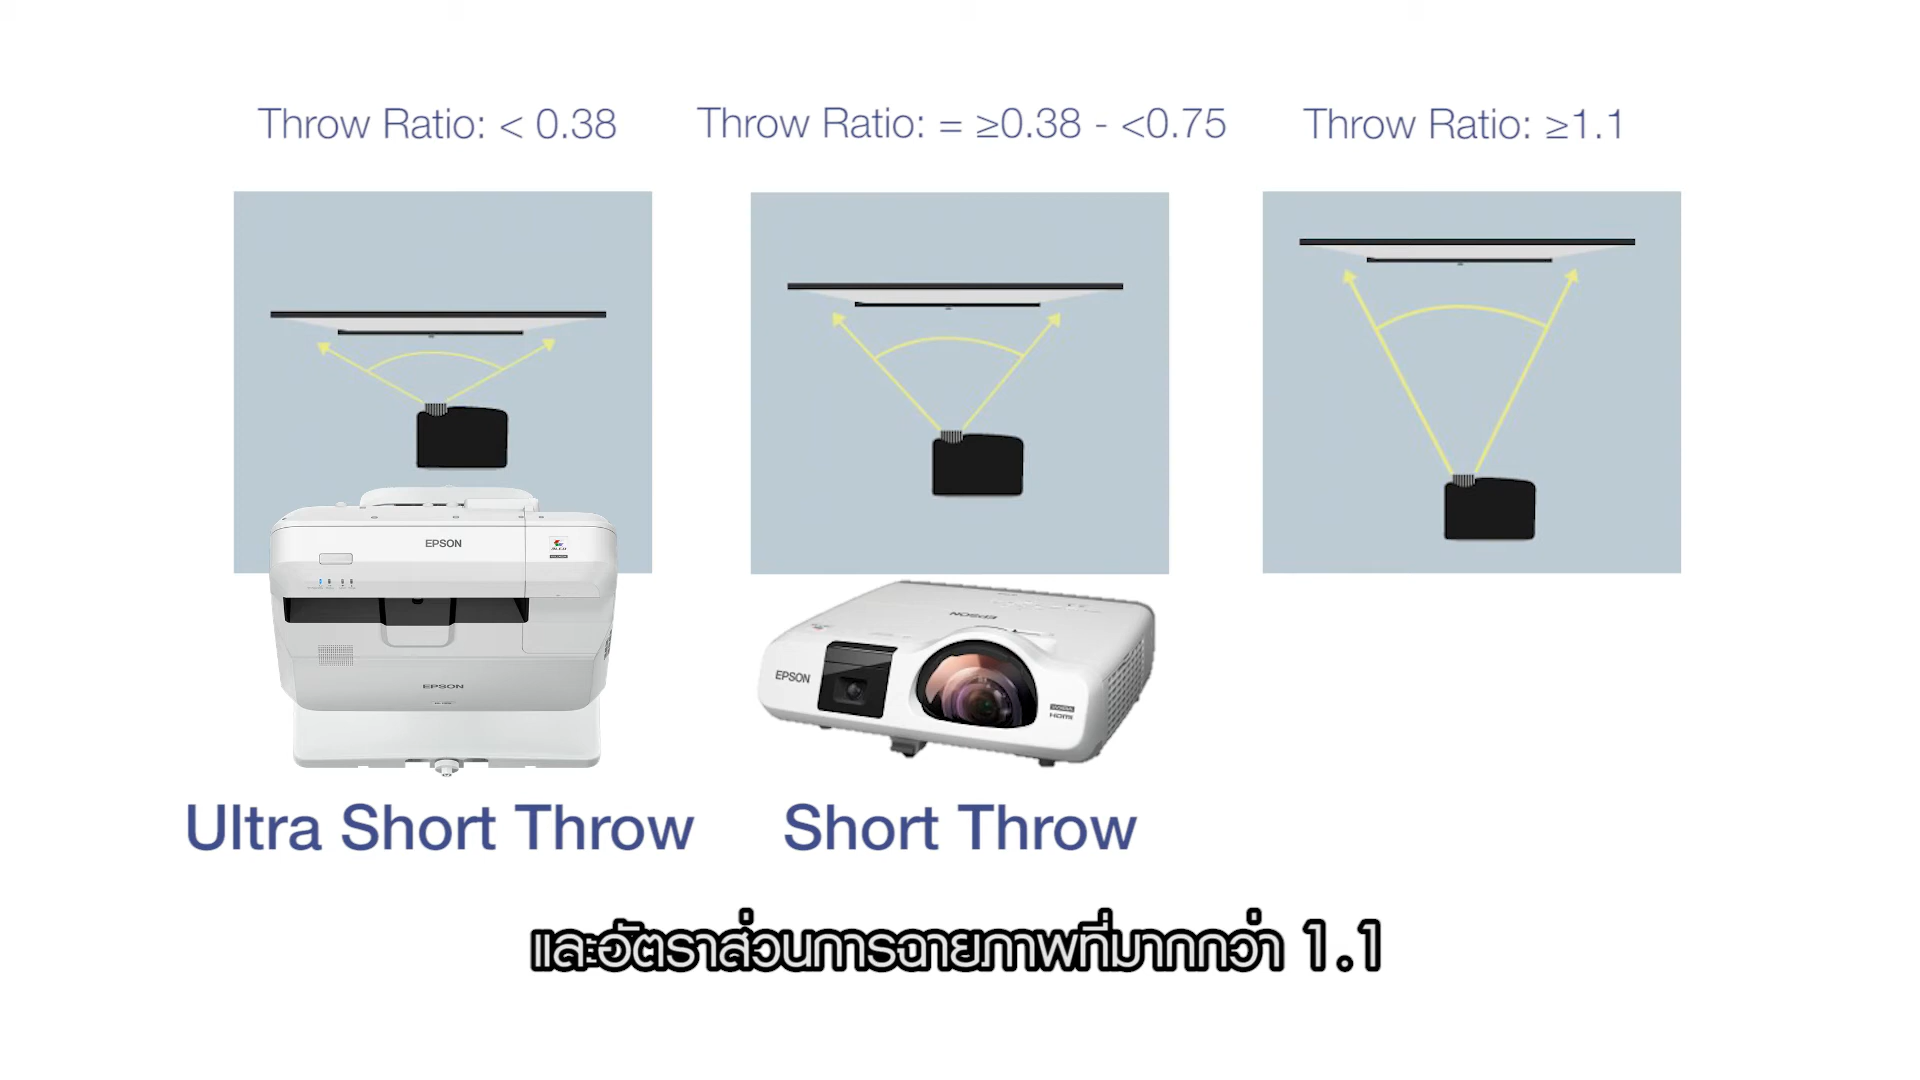 Throw Ratio: < 0.38
Throw Ratio: = ≥0.38 - <0.75
Throw Ratio: ≥1.1
EPSON
EPSON
EPSON
EPSON
HDMI
Ultra Short Throw
Short Throw
และอัตราส่วนการฉายภาพที่มากกว่า 1.1